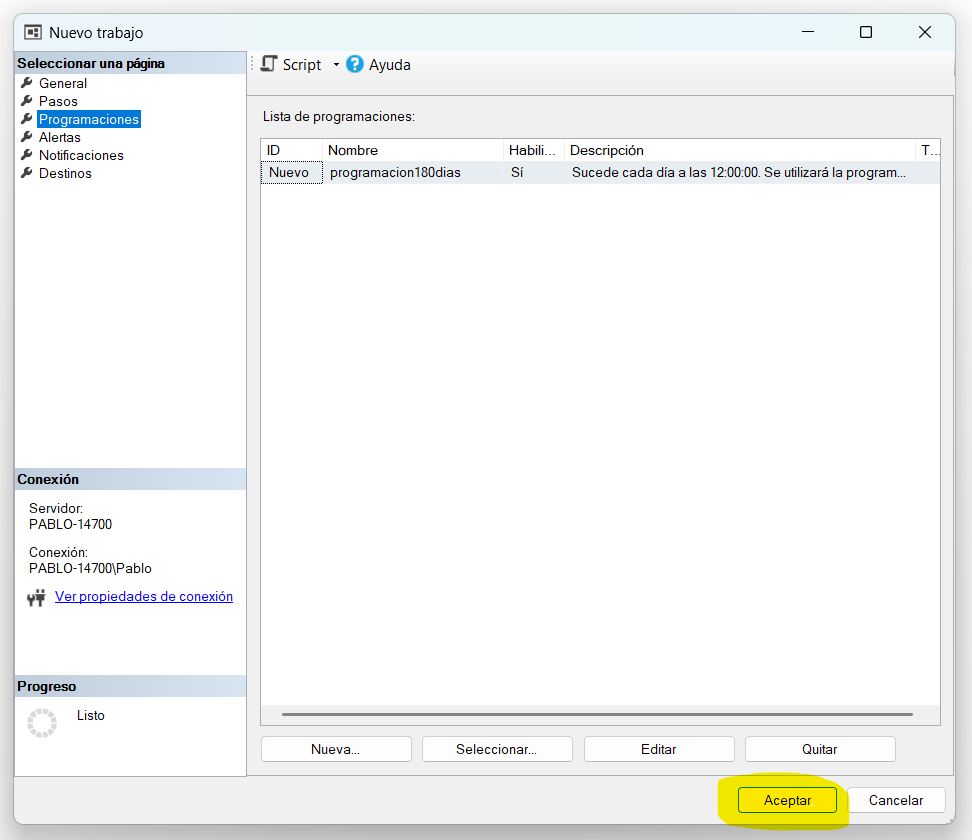 Nuevo trabajo
Seleccionar una página
General
Pasos
Programaciones
Alertas
Notificaciones
Destinos
Conexión
Servidor:
PABLO-14700
Conexión:
PABLO-14700\Pablo
Ver propiedades de conexión
Progreso
Listo
Script
Ayuda
Lista de programaciones:
ID Nombre Habili... Descripción T...
Nuevo programacion180dias Sí Sucede cada día a las 12:00:00. Se utilizará la program...
Nueva... Seleccionar... Editar Quitar
Aceptar Cancelar